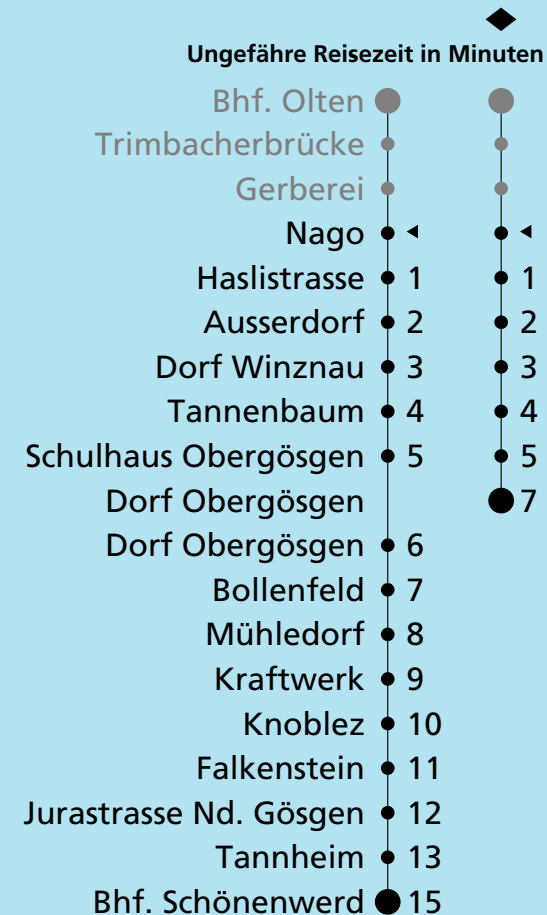 Ungefähre Reisezeit in Minuten
Bhf. Olten
Trimbacherbrücke
Gerberei
Nago
Haslistrasse 1 1
Ausserdorf 2 2
Dorf Winznau 3 3
Tannenbaum 4 4
Schulhaus Obergösgen 5 5
Dorf Obergösgen 7
Dorf Obergösgen 6
Bollenfeld 7
Mühledorf 8
Kraftwerk 9
Knoblez 10
Falkenstein 11
Jurastrasse Nd. Gösgen 12
Tannheim 13
Bhf. Schönenwerd 15